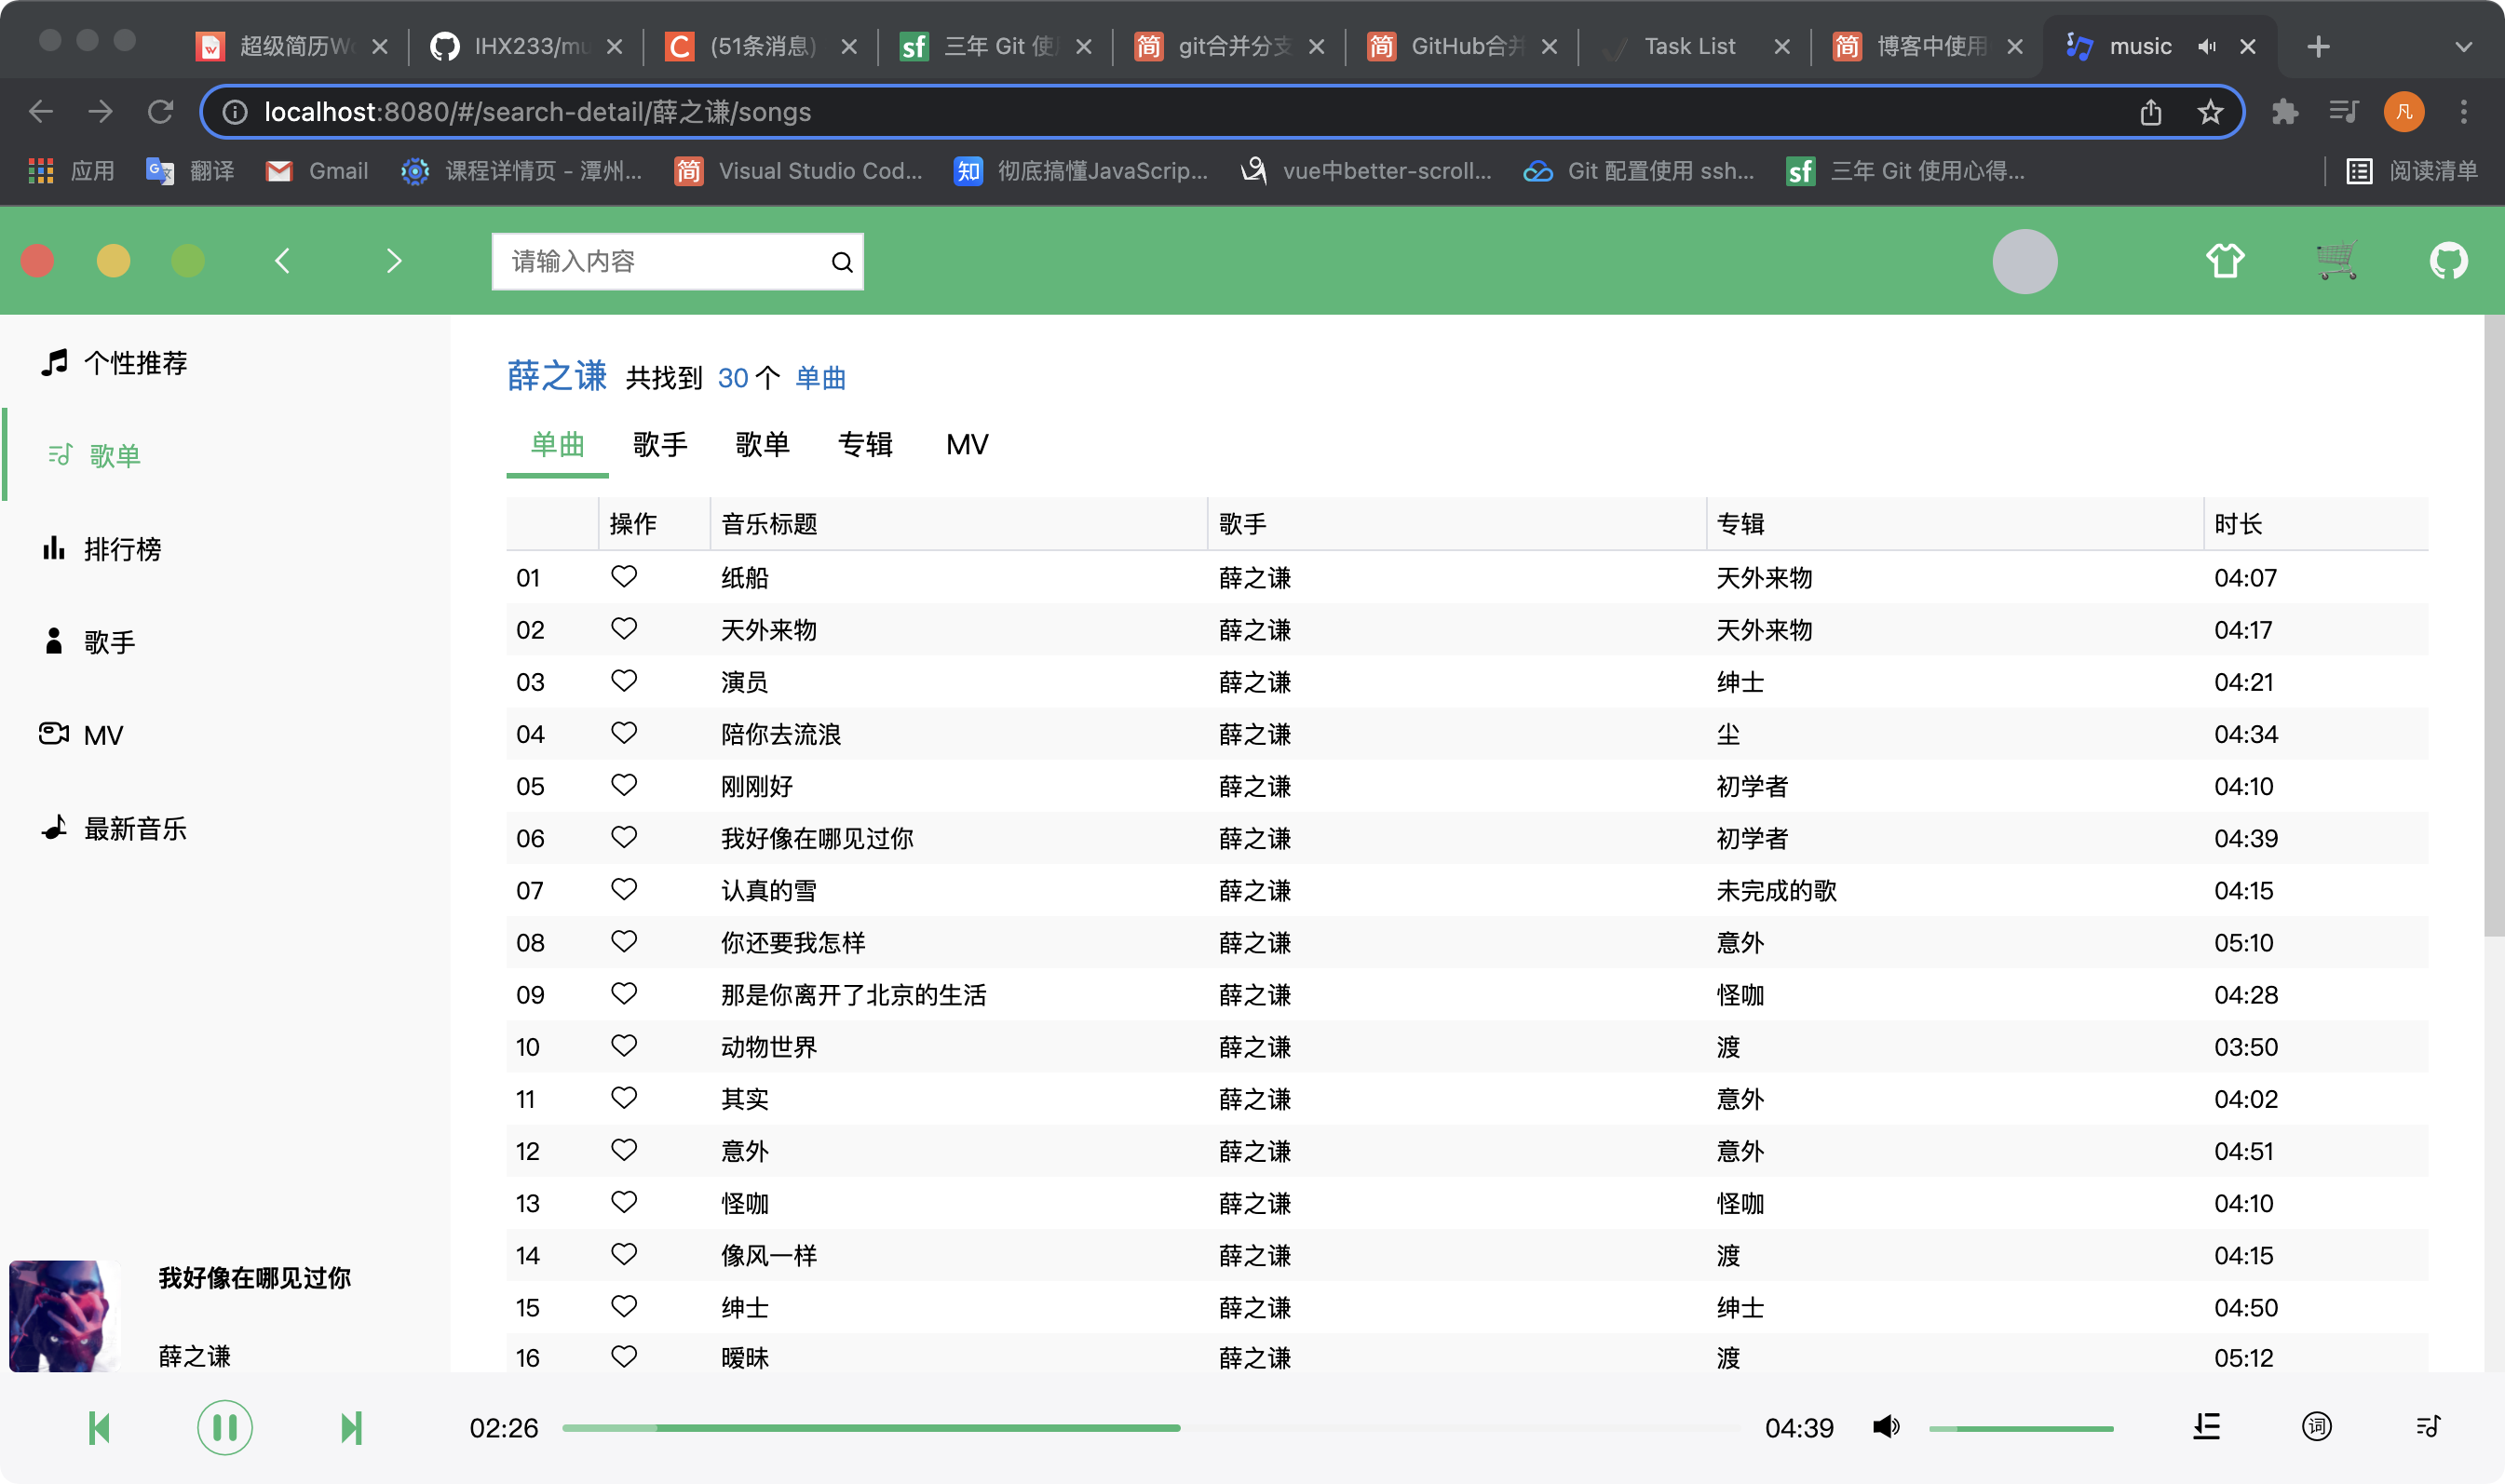 超级简历Wo
IHX233/mu
(51条消息)
三年 Git 使
git合并分支
GitHub合并
Task List
博客中使用
music
localhost:8080/#/search-detail/薛之谦/songs
凡
应用
翻译
Gmail
课程详情页 - 潭州...
Visual Studio Cod...
彻底搞懂JavaScrip...
vue中better-scroll...
Git 配置使用 ssh...
三年 Git 使用心得...
阅读清单
请输入内容
个性推荐
歌单
排行榜
歌手
MV
最新音乐
薛之谦 共找到 30 个 单曲
单曲 歌手 歌单 专辑 MV
操作 音乐标题 歌手 专辑 时长
01 纸船 薛之谦 天外来物 04:07
02 天外来物 薛之谦 天外来物 04:17
03 演员 薛之谦 绅士 04:21
04 陪你去流浪 薛之谦 尘 04:34
05 刚刚好 薛之谦 初学者 04:10
06 我好像在哪见过你 薛之谦 初学者 04:39
07 认真的雪 薛之谦 未完成的歌 04:15
08 你还要我怎样 薛之谦 意外 05:10
09 那是你离开了北京的生活 薛之谦 怪咖 04:28
10 动物世界 薛之谦 渡 03:50
11 其实 薛之谦 意外 04:02
12 意外 薛之谦 意外 04:51
13 怪咖 薛之谦 怪咖 04:10
14 像风一样 薛之谦 渡 04:15
15 绅士 薛之谦 绅士 04:50
16 暧昧 薛之谦 渡 05:12
我好像在哪见过你
薛之谦
02:26
04:39
词